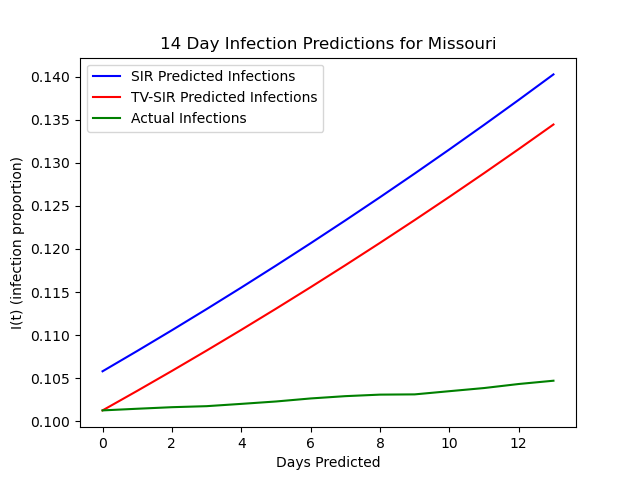 14 Day Infection Predictions for Missouri
SIR Predicted Infections
TV-SIR Predicted Infections
Actual Infections
0.140
0.135
0.130
0.125
0.120
0.115
0.110
0.105
0.100
I(t) (infection proportion)
0 2 4 6 8 10 12
Days Predicted